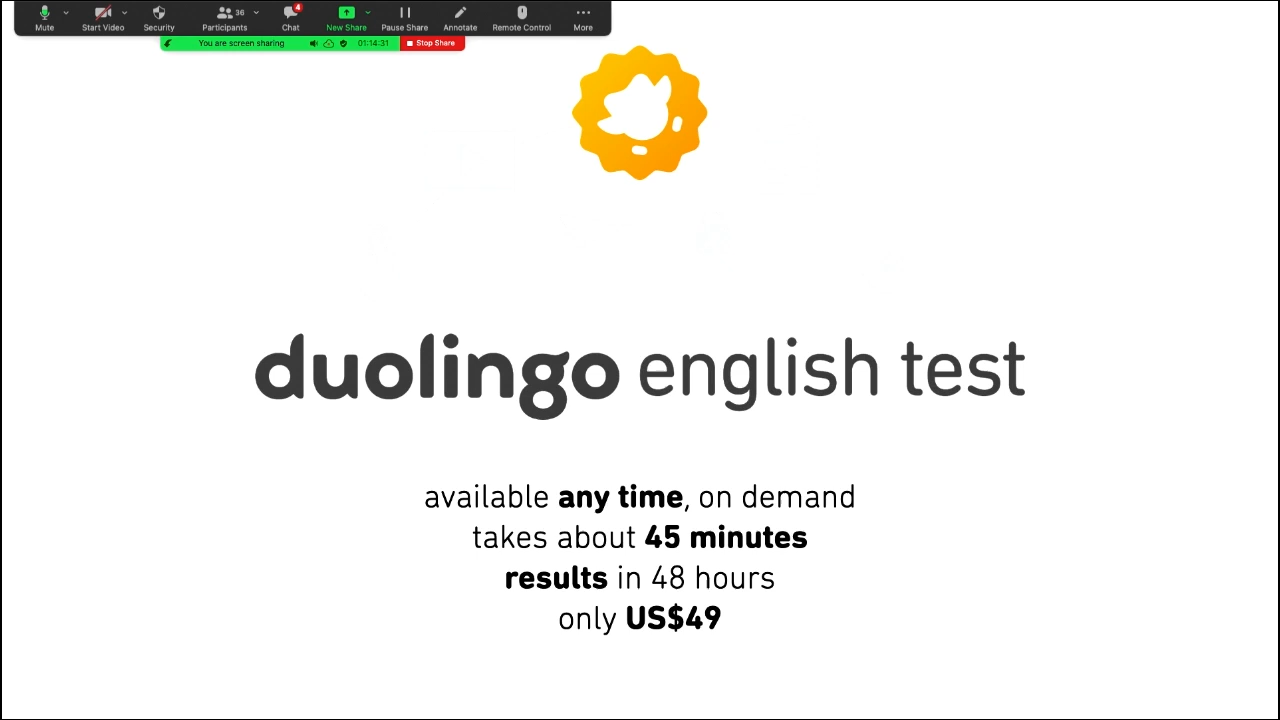 Mute
Start Video
Security
Participants
36
Chat
4
New Share
Pause Share
Annotate
Remote Control
More
You are screen sharing
01:14:31
Stop Share
duolingo english test
available any time, on demand
takes about 45 minutes
results in 48 hours
only US$49